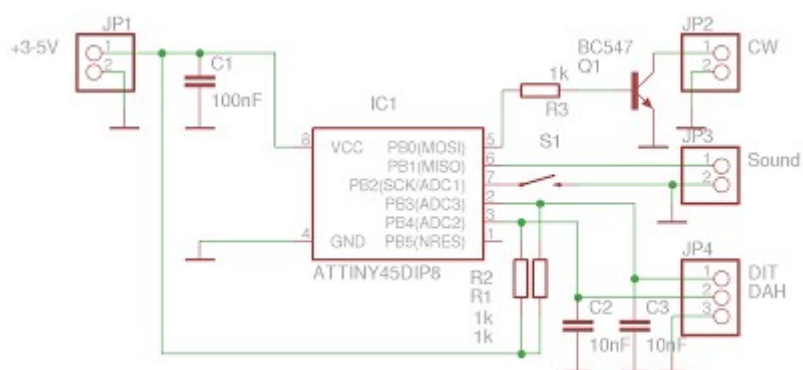 JP1
+3-5V
1
2
C1
100nF
IC1
BC547
Q1
1k
R3
JP2
1
2
CW
S1
JP3
1
2
Sound
8
VCC
PB0(MOSI)
5
PB1(MISO)
6
PB2(SCK/ADC1)
7
PB3(ADC3)
2
PB4(ADC2)
3
4
GND
PB5(NRES)
1
ATTINY45DIP8
R2
R1
1k
1k
C2
10nF
C3
10nF
JP4
1
2
3
DIT
DAH